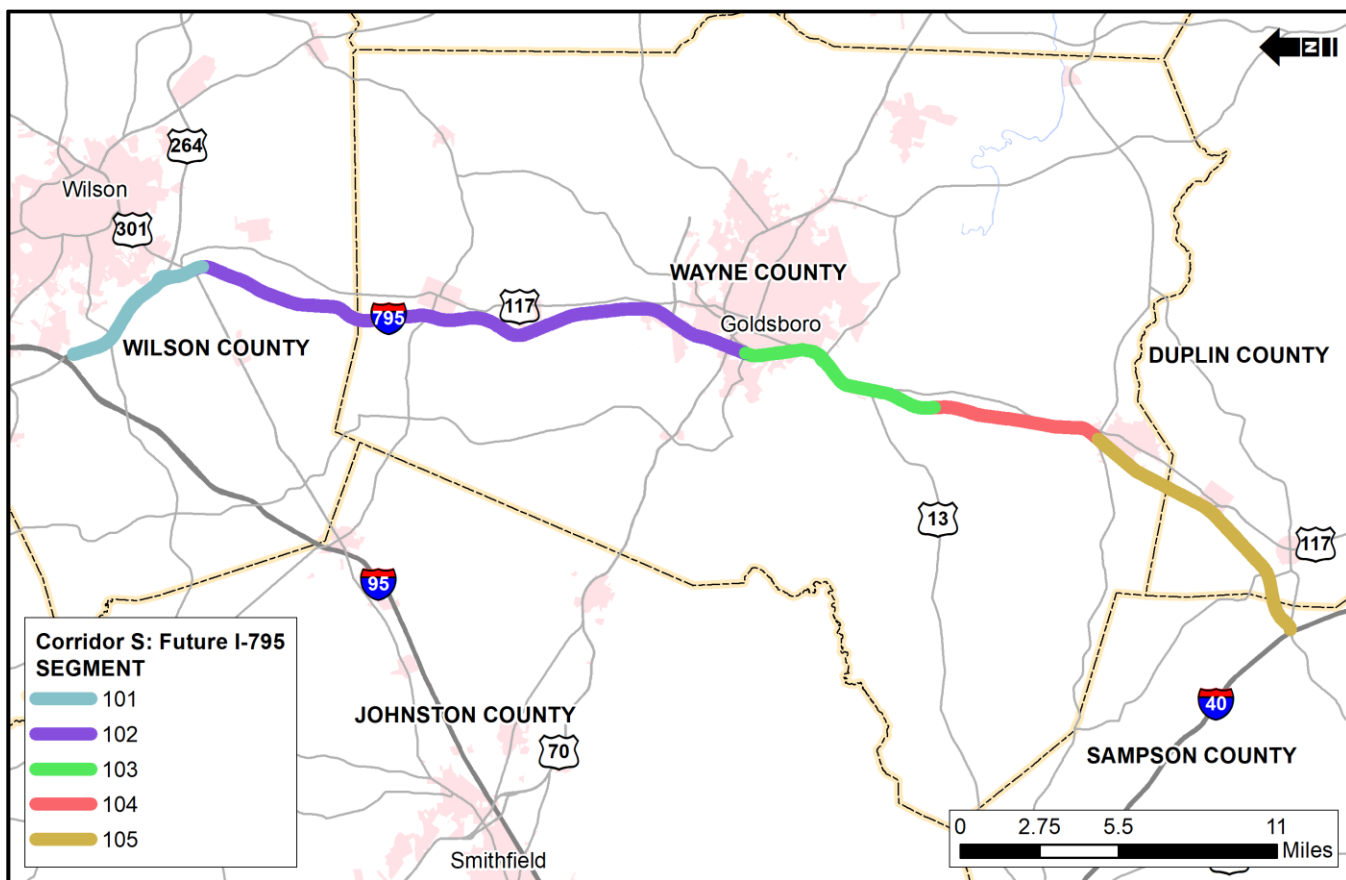 N
264
Wilson
301
WAYNE COUNTY
117
795
Goldsboro
WILSON COUNTY
DUPLIN COUNTY
13
117
95
Corridor S: Future I-795
SEGMENT
101
102
103
104
105
JOHNSTON COUNTY
70
40
SAMPSON COUNTY
Smithfield
0 2.75 5.5 11
Miles